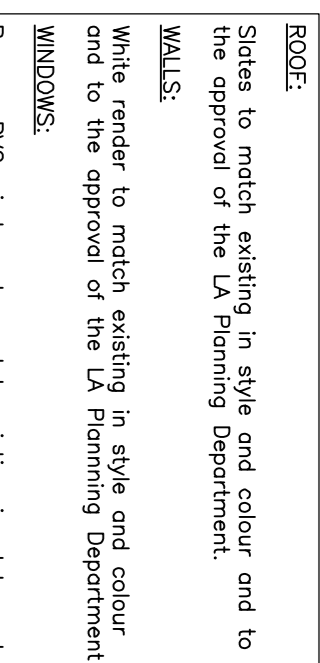 ROOF:
Slates to match existing in style and colour and to
the approval of the LA Planning Department.
WALLS:
White render to match existing in style and colour
and to the approval of the LA Plannning Department
WINDOWS: